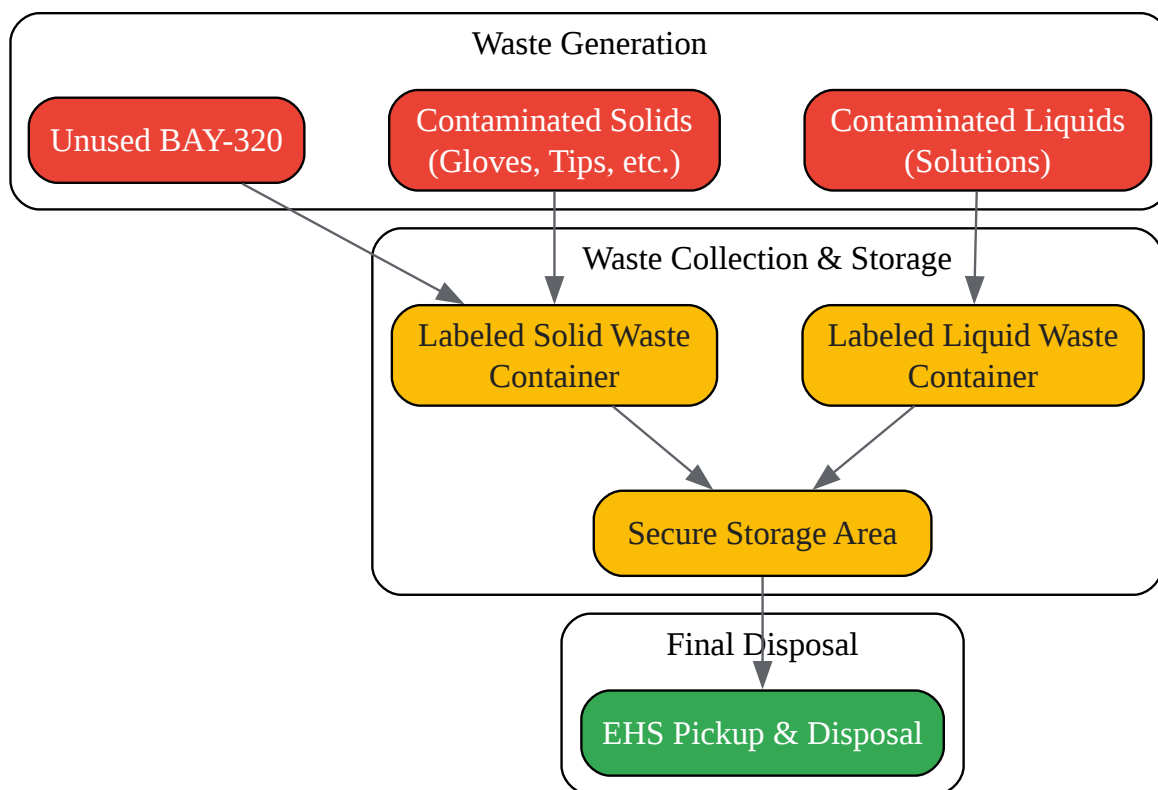 Waste Generation
Unused BAY-320
Contaminated Solids
(Gloves, Tips, etc.)
Contaminated Liquids
(Solutions)
Waste Collection & Storage
Labeled Solid Waste
Container
Labeled Liquid Waste
Container
Secure Storage Area
Final Disposal
EHS Pickup & Disposal